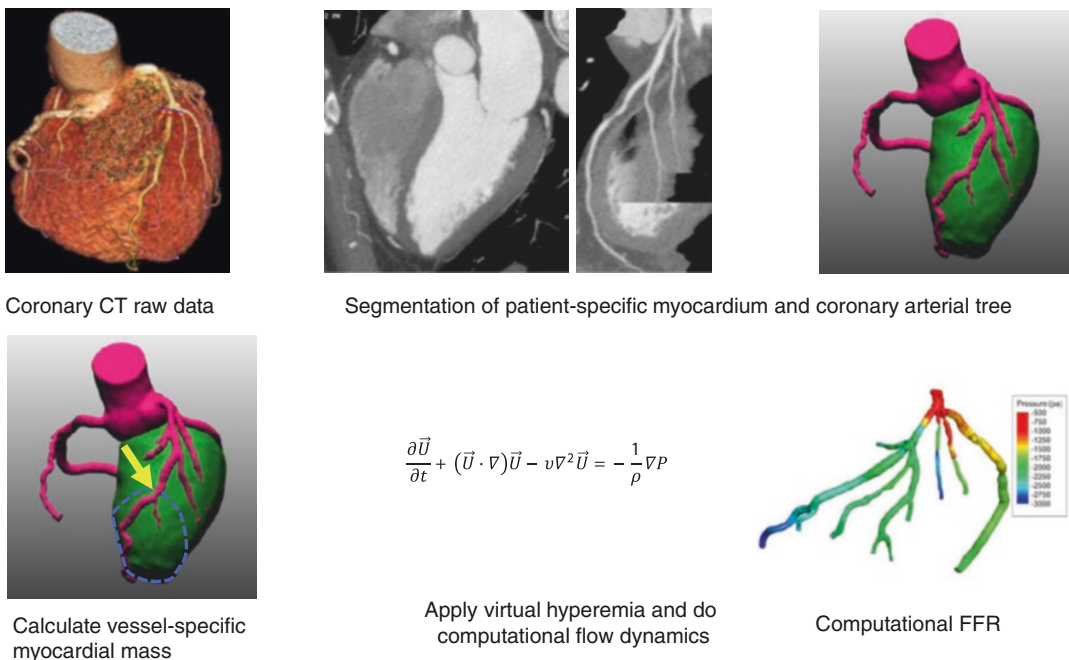 Coronary CT raw data
Segmentation of patient-specific myocardium and coronary arterial tree
∂U⃗/∂t + (U⃗ · ∇)U⃗ − υ∇²U⃗ = − 1/ρ ∇P
Pressure (pa)
-500
-750
-1000
-1250
-1500
-1750
-2000
-2250
-2500
-2750
-3000
Calculate vessel-specific
myocardial mass
Apply virtual hyperemia and do
computational flow dynamics
Computational FFR